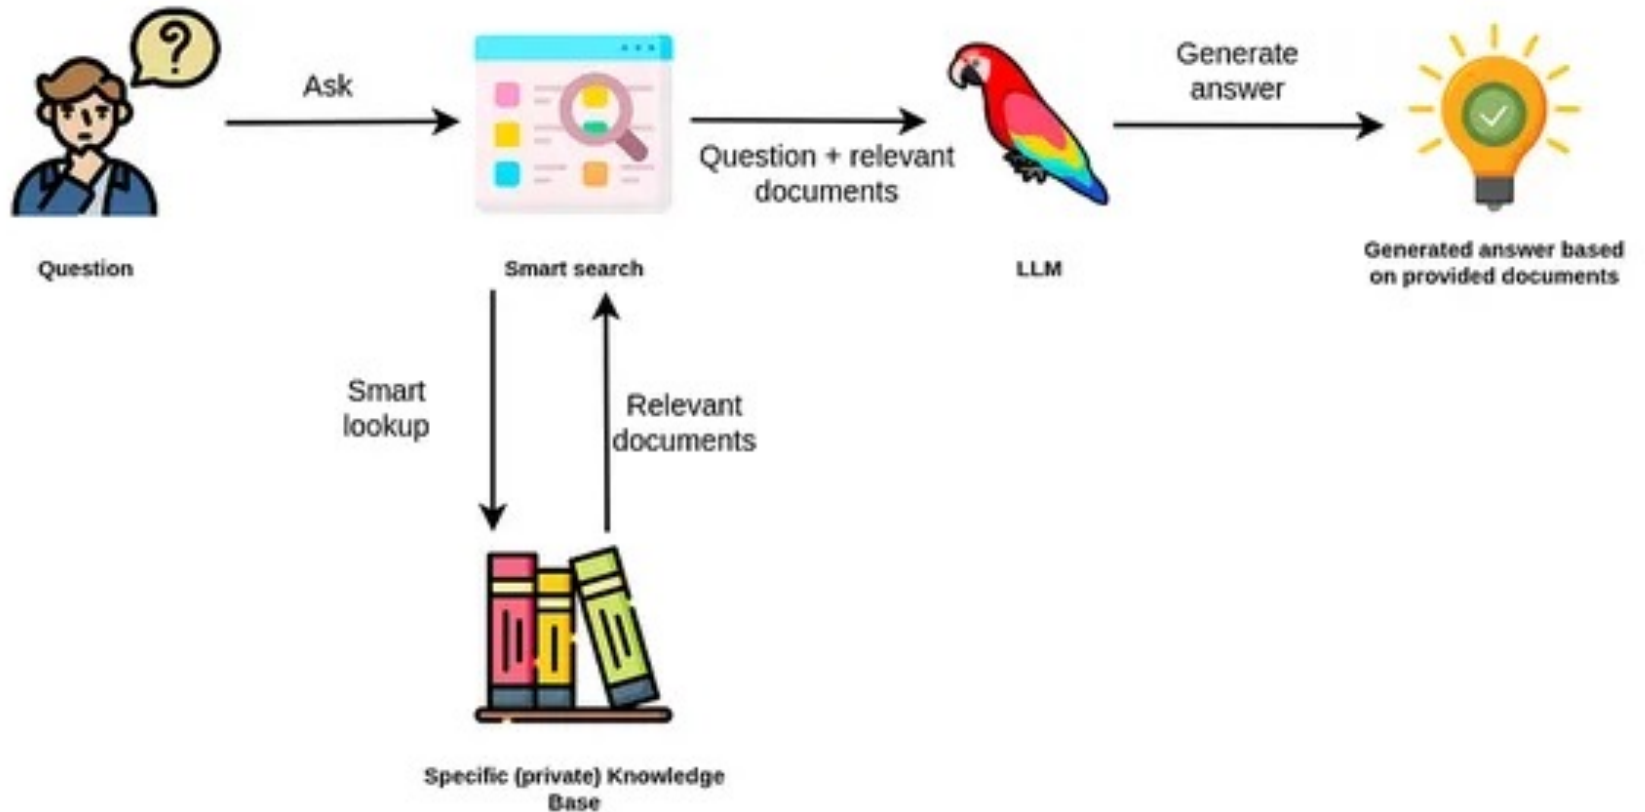 ?
Ask
Generate
answer
Question + relevant
documents
Question
Smart search
LLM
Generated answer based
on provided documents
Smart
lookup
Relevant
documents
Specific (private) Knowledge
Base